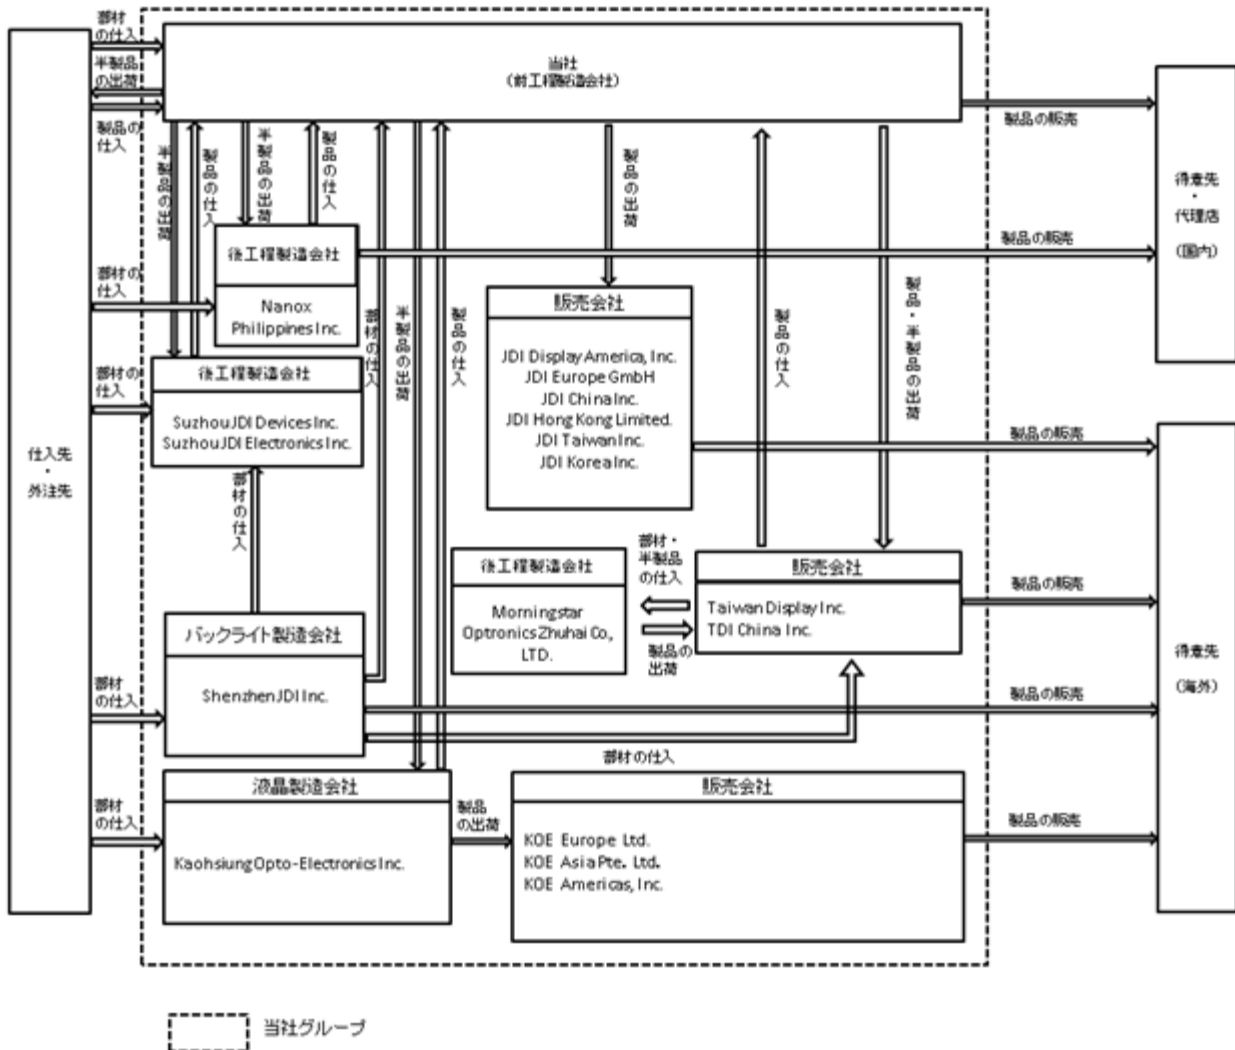 部材
の仕入
半製品
の出荷
製品の
仕入
当社
(前工程製造会社)
製品の販売
得意先
・
代理店
(国内)
半製品の出荷
製品の仕入
半製品の出荷
製品の仕入
製品の出荷
後工程製造会社
Nanox
Philippines Inc.
製品の販売
部材の
仕入
部材の仕入
半製品の出荷
製品の仕入
販売会社
JDI Display America, Inc.
JDI Europe GmbH
JDI China Inc.
JDI Hong Kong Limited.
JDI Taiwan Inc.
JDI Korea Inc.
製品の仕入
製品・半製品の出荷
部材の
仕入
後工程製造会社
Suzhou JDI Devices Inc.
Suzhou JDI Electronics Inc.
製品の販売
仕入先
・
外注先
部材の仕入
後工程製造会社
Morningstar
Optronics Zhuhai Co.,
LTD.
部材・
半製品
の仕入
製品の
出荷
販売会社
Taiwan Display Inc.
TDI China Inc.
製品の販売
得意先
(海外)
バックライト製造会社
Shenzhen JDI Inc.
部材
の仕入
製品の販売
部材の仕入
液晶製造会社
Kaohsiung Opto-Electronics Inc.
部材
の仕入
製品
の出荷
販売会社
KOE Europe Ltd.
KOE Asia Pte. Ltd.
KOE Americas, Inc.
製品の販売
当社グループ